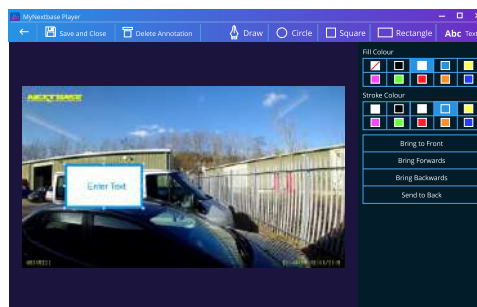 MyNextbase Player
Save and Close
Delete Annotation
Draw
Circle
Square
Rectangle
Abc Text
Fill Colour
NEXTBASE
Stroke Colour
Bring to Front
Bring Forwards
Bring Backwards
Send to Back
Enter Text